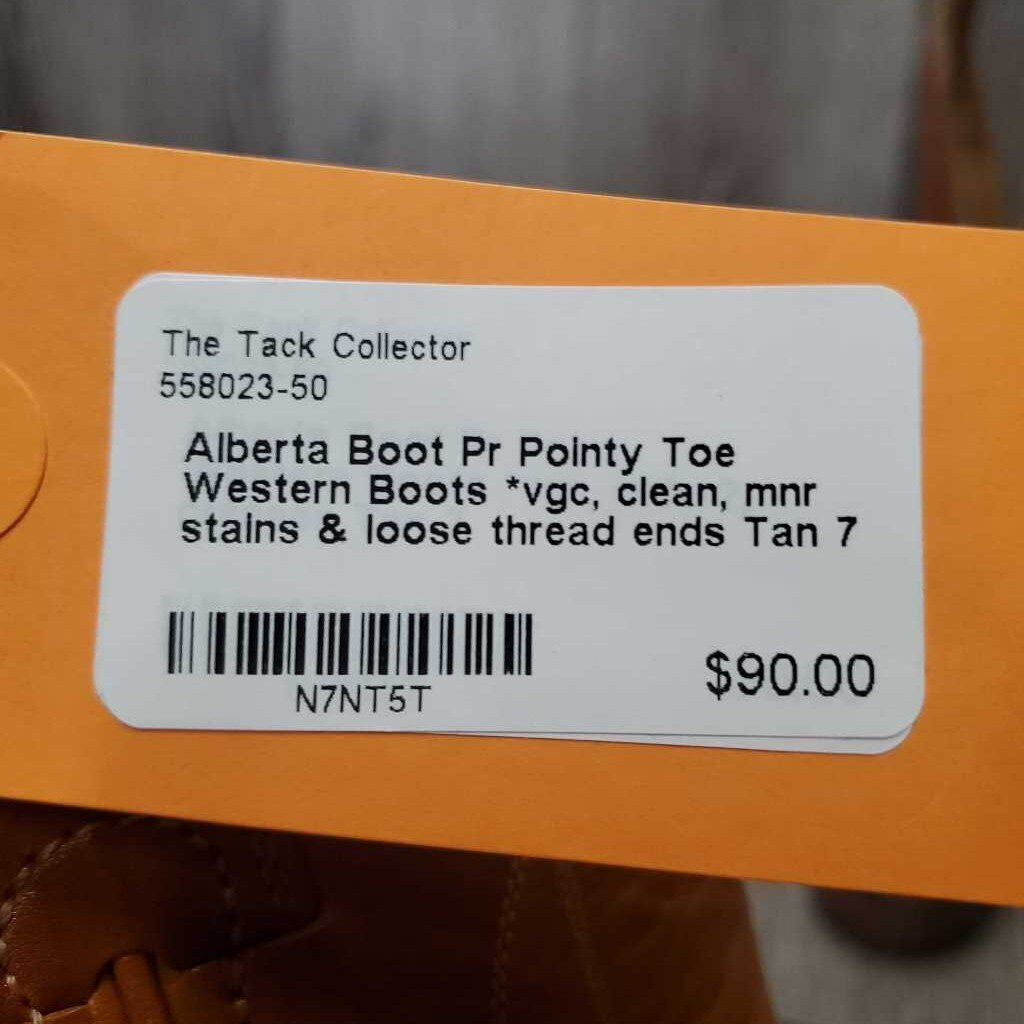 The Tack Collector
558023-50
Alberta Boot Pr Pointy Toe
Western Boots *vgc, clean, mnr
stains & loose thread ends Tan 7
N7NT5T
$90.00